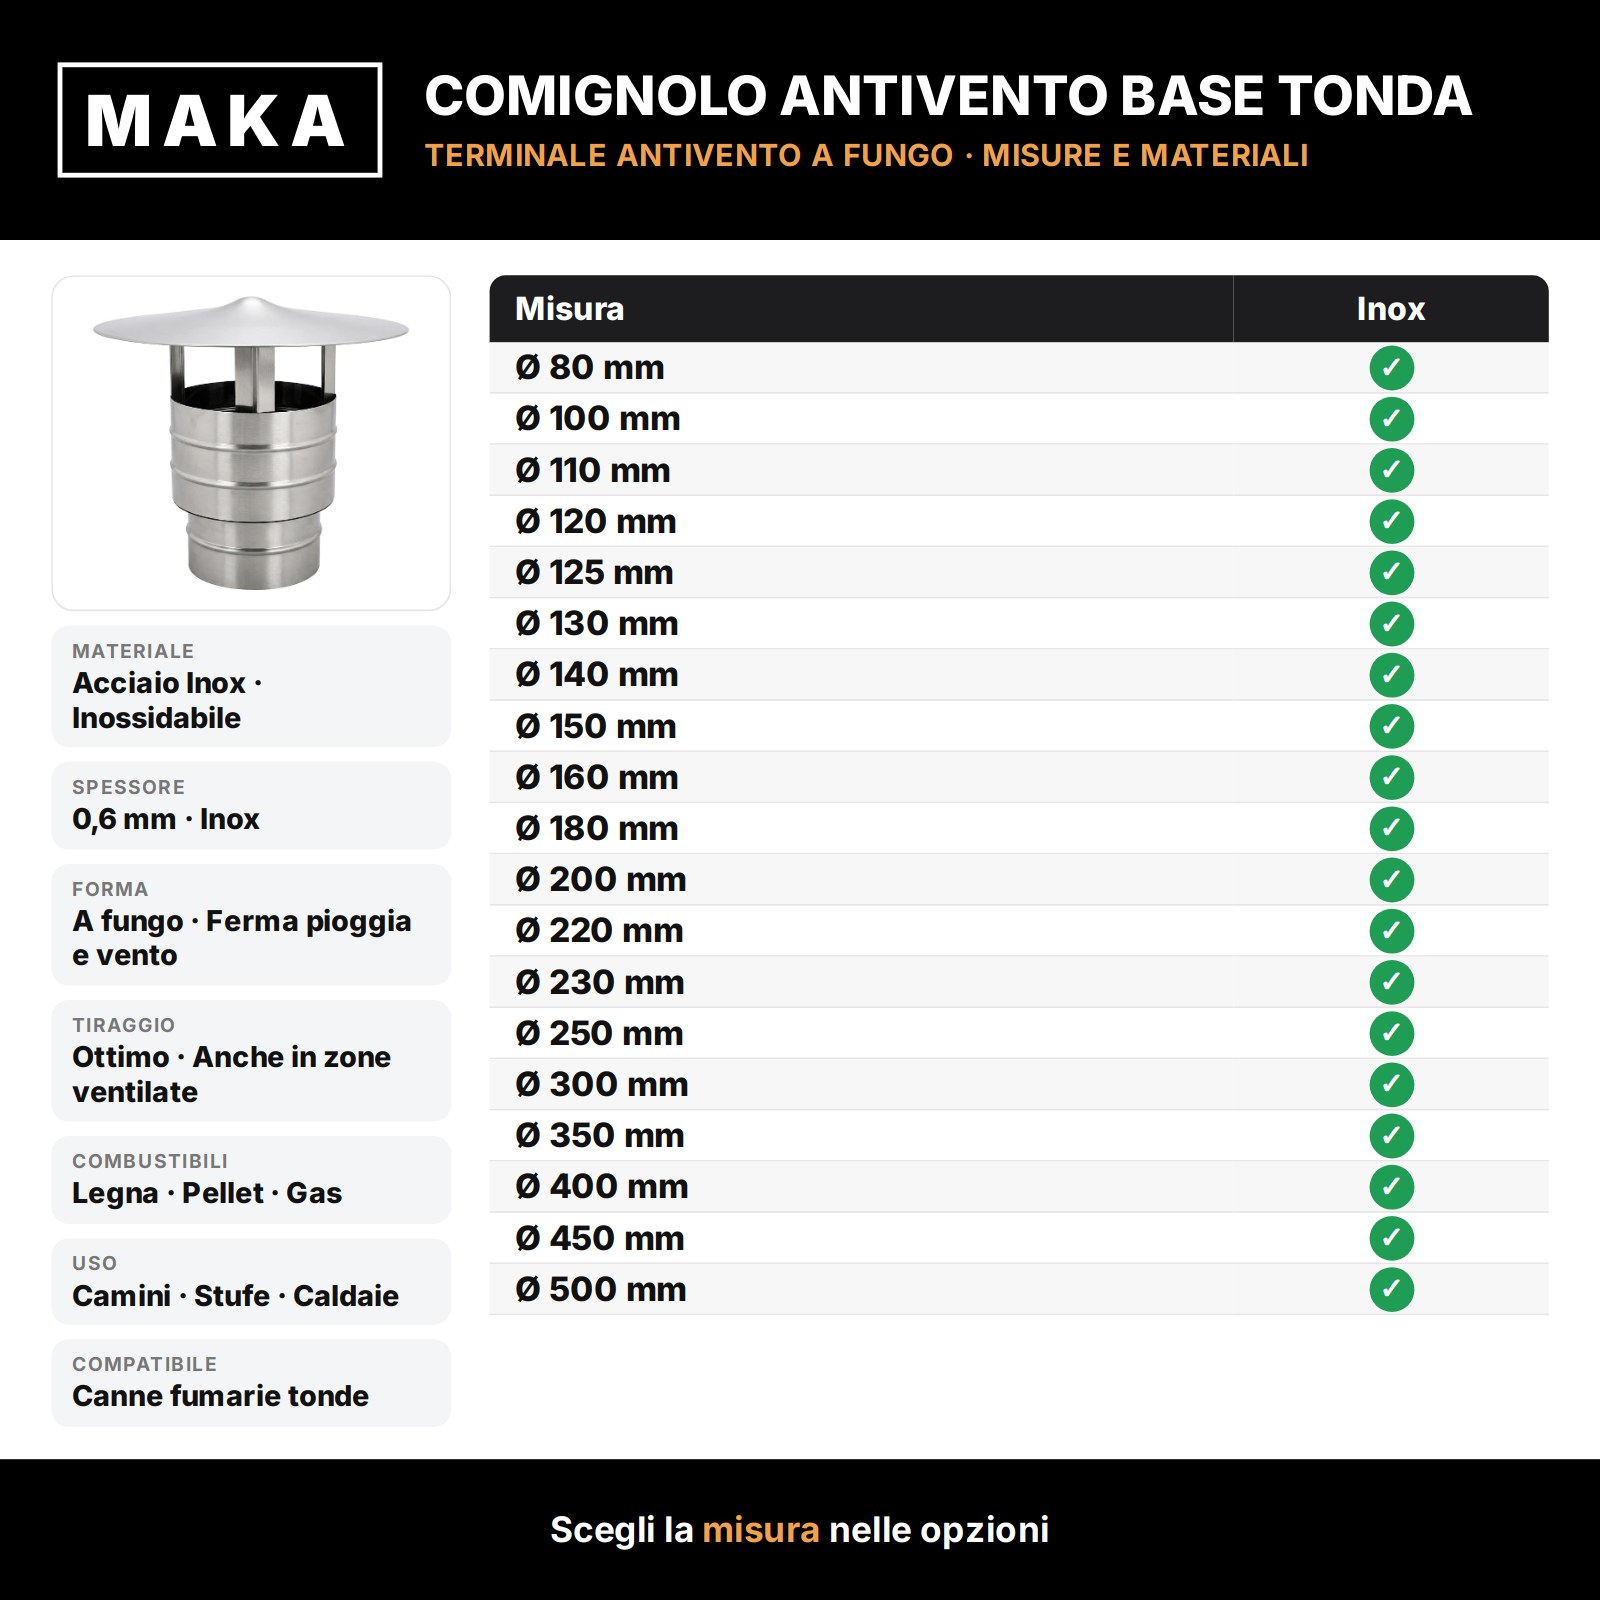 MAKA
COMIGNOLO ANTIVENTO BASE TONDA
TERMINALE ANTIVENTO A FUNGO · MISURE E MATERIALI
MATERIALE
Acciaio Inox ·
Inossidabile
SPESSORE
0,6 mm · Inox
FORMA
A fungo · Ferma pioggia
e vento
TIRAGGIO
Ottimo · Anche in zone
ventilate
COMBUSTIBILI
Legna · Pellet · Gas
USO
Camini · Stufe · Caldaie
COMPATIBILE
Canne fumarie tonde
Misura Inox
Ø 80 mm ✓
Ø 100 mm ✓
Ø 110 mm ✓
Ø 120 mm ✓
Ø 125 mm ✓
Ø 130 mm ✓
Ø 140 mm ✓
Ø 150 mm ✓
Ø 160 mm ✓
Ø 180 mm ✓
Ø 200 mm ✓
Ø 220 mm ✓
Ø 230 mm ✓
Ø 250 mm ✓
Ø 300 mm ✓
Ø 350 mm ✓
Ø 400 mm ✓
Ø 450 mm ✓
Ø 500 mm ✓
Scegli la misura nelle opzioni